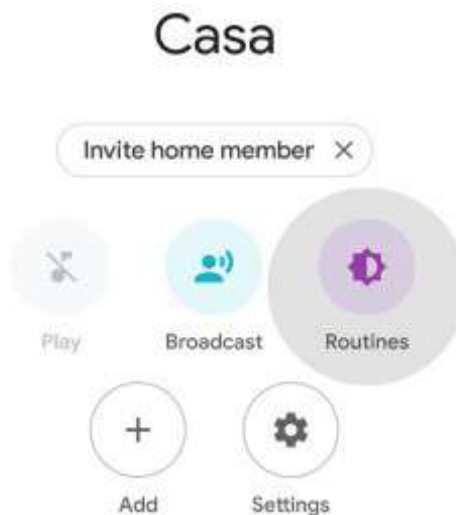 Casa
Invite home member
Play
Broadcast
Routines
Add
Settings